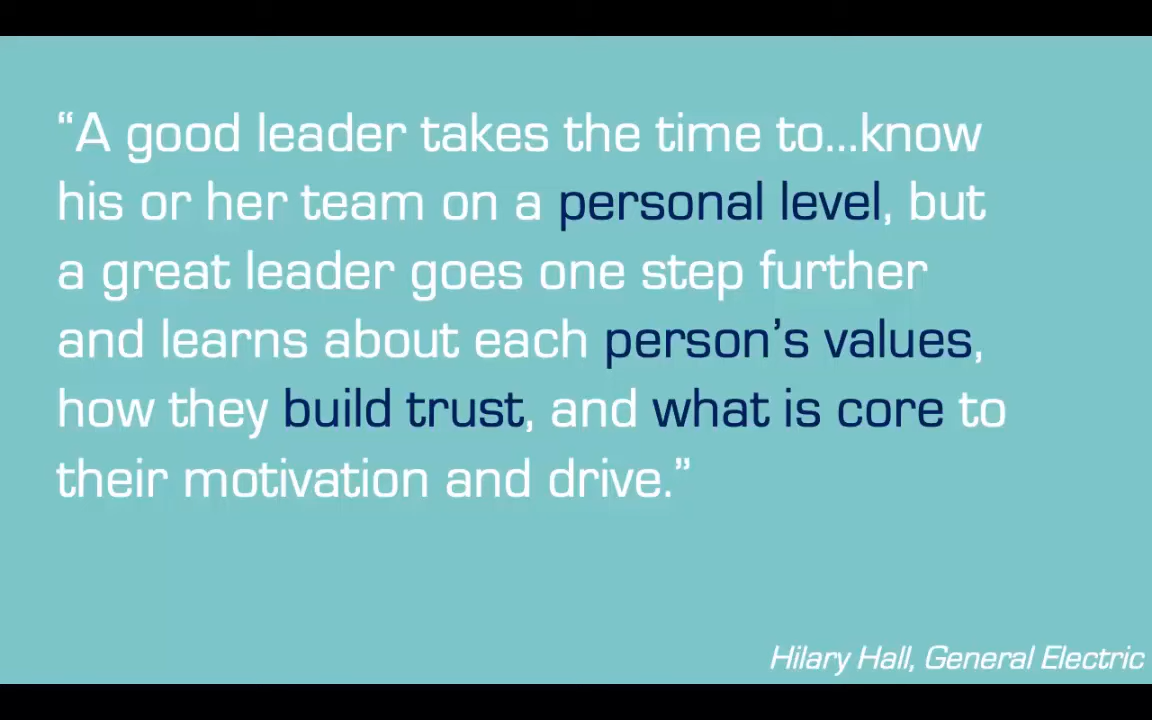 “A good leader takes the time to...know
his or her team on a personal level, but
a great leader goes one step further
and learns about each person’s values,
how they build trust, and what is core to
their motivation and drive.”
Hilary Hall, General Electric